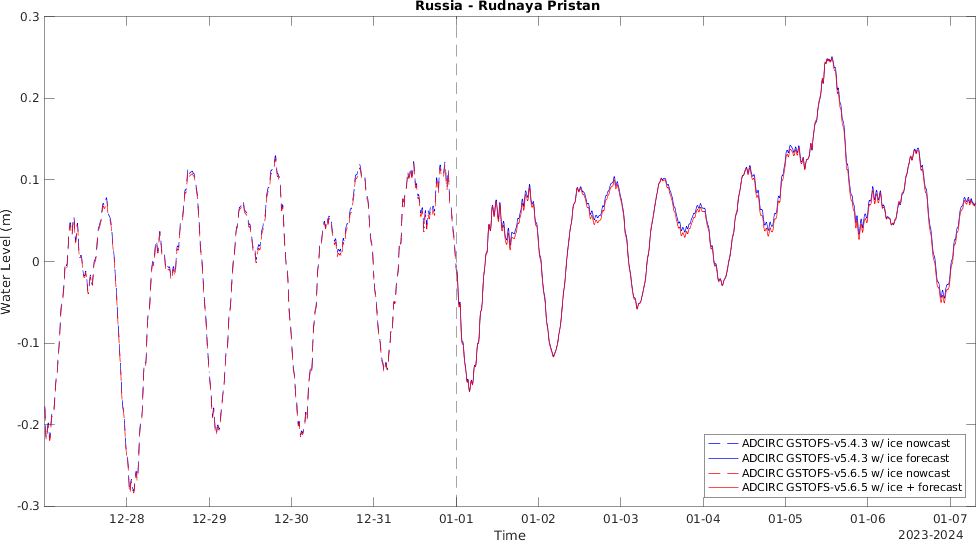 Russia - Rudnaya Pristan
0.3
0.2
0.1
0
-0.1
-0.2
-0.3
Water Level (m)
12-28 12-29 12-30 12-31 01-01 01-02 01-03 01-04 01-05 01-06 01-07
Time
2023-2024
ADCIRC GSTOFS-v5.4.3 w/ ice nowcast
ADCIRC GSTOFS-v5.4.3 w/ ice forecast
ADCIRC GSTOFS-v5.6.5 w/ ice nowcast
ADCIRC GSTOFS-v5.6.5 w/ ice + forecast